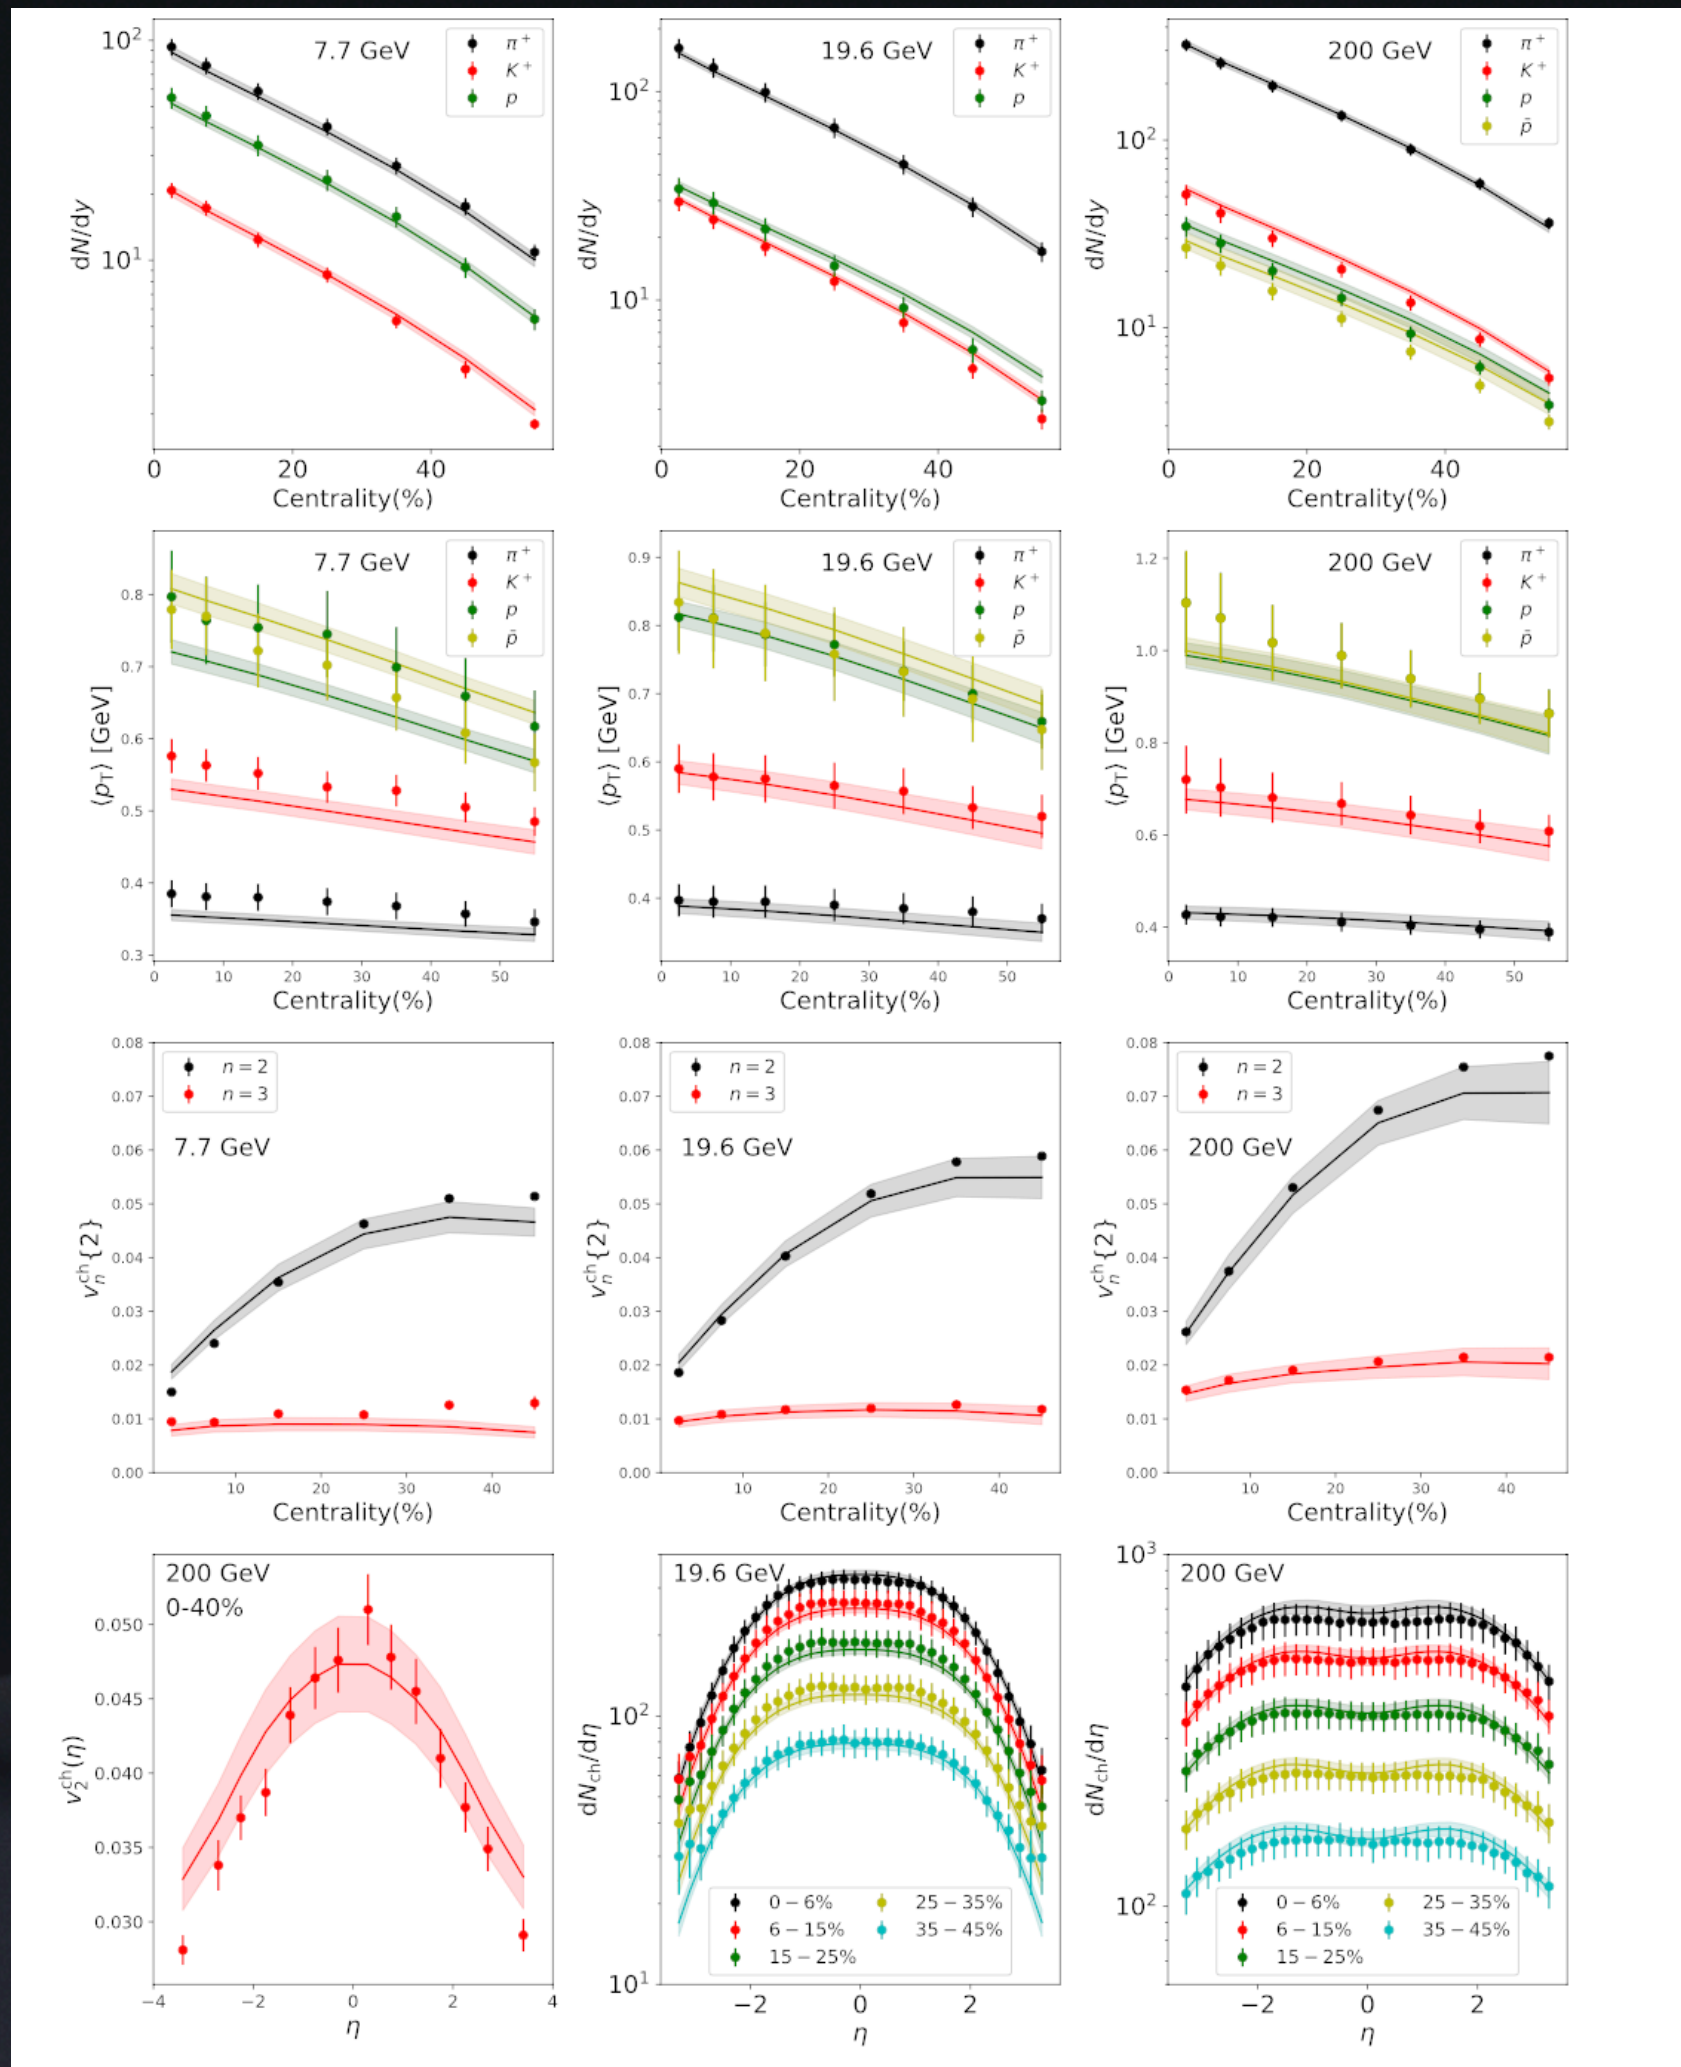 7.7 GeV
π⁺
K⁺
p
10²
10¹
dN/dy
0 20 40
Centrality(%)
19.6 GeV
π⁺
K⁺
p
10²
10¹
dN/dy
0 20 40
Centrality(%)
200 GeV
π⁺
K⁺
p
p̄
10²
10¹
dN/dy
0 20 40
Centrality(%)
7.7 GeV
π⁺
K⁺
p
p̄
0.8
0.7
0.6
0.5
0.4
0.3
⟨p_T⟩ [GeV]
0 10 20 30 40 50
Centrality(%)
19.6 GeV
π⁺
K⁺
p
p̄
0.9
0.8
0.7
0.6
0.5
0.4
⟨p_T⟩ [GeV]
0 10 20 30 40 50
Centrality(%)
200 GeV
π⁺
K⁺
p
p̄
1.2
1.0
0.8
0.6
0.4
⟨p_T⟩ [GeV]
0 10 20 30 40 50
Centrality(%)
n = 2
n = 3
7.7 GeV
0.08
0.07
0.06
0.05
0.04
0.03
0.02
0.01
0.00
v_n^ch{2}
10 20 30 40
Centrality(%)
n = 2
n = 3
19.6 GeV
0.08
0.07
0.06
0.05
0.04
0.03
0.02
0.01
0.00
v_n^ch{2}
10 20 30 40
Centrality(%)
n = 2
n = 3
200 GeV
0.08
0.07
0.06
0.05
0.04
0.03
0.02
0.01
0.00
v_n^ch{2}
10 20 30 40
Centrality(%)
200 GeV
0-40%
0.050
0.045
0.040
0.035
0.030
v_2^ch(η)
−4 −2 0 2 4
η
19.6 GeV
10²
10¹
dN_ch/dη
0 − 6%
6 − 15%
15 − 25%
25 − 35%
35 − 45%
−2 0 2
η
200 GeV
10³
10²
dN_ch/dη
0 − 6%
6 − 15%
15 − 25%
25 − 35%
35 − 45%
−2 0 2
η